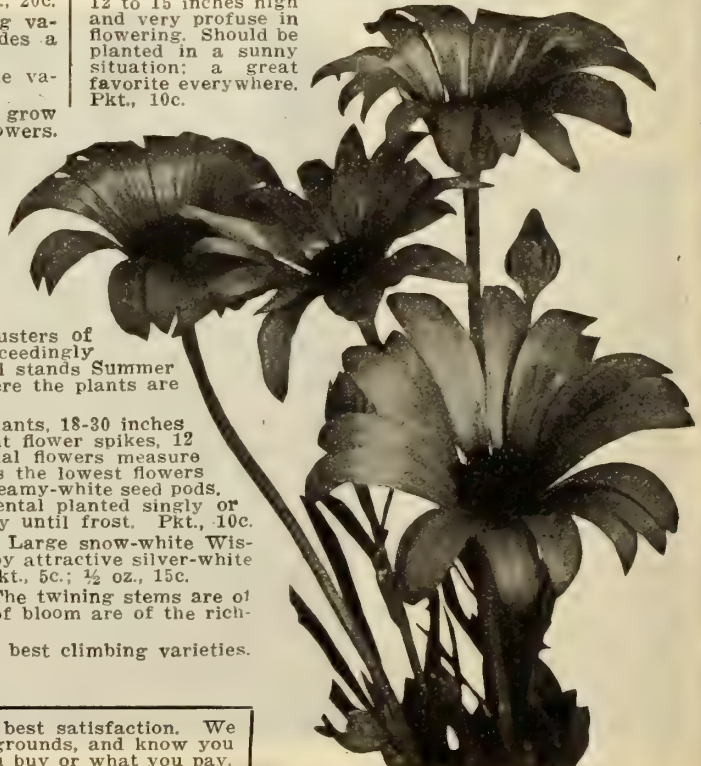 ., 20c.
g va-
des a
e va-
grow
owers.
12 to 15 inches high
and very profuse in
flowering. Should be
planted in a sunny
situation; a great
favorite everywhere.
Pkt., 10c.
usters of
ceedingly
stands Summer
ere the plants are
ants, 18-30 inches
t flower spikes, 12
al flowers measure
s the lowest flowers
eamy-white seed pods.
ental planted singly or
y until frost. Pkt., 10c.
Large snow-white Wis-
by attractive silver-white
kt., 5c.; ½ oz., 15c.
The twining stems are of
of bloom are of the rich-
best climbing varieties.
best satisfaction. We
grounds, and know you
buy or what you pay.